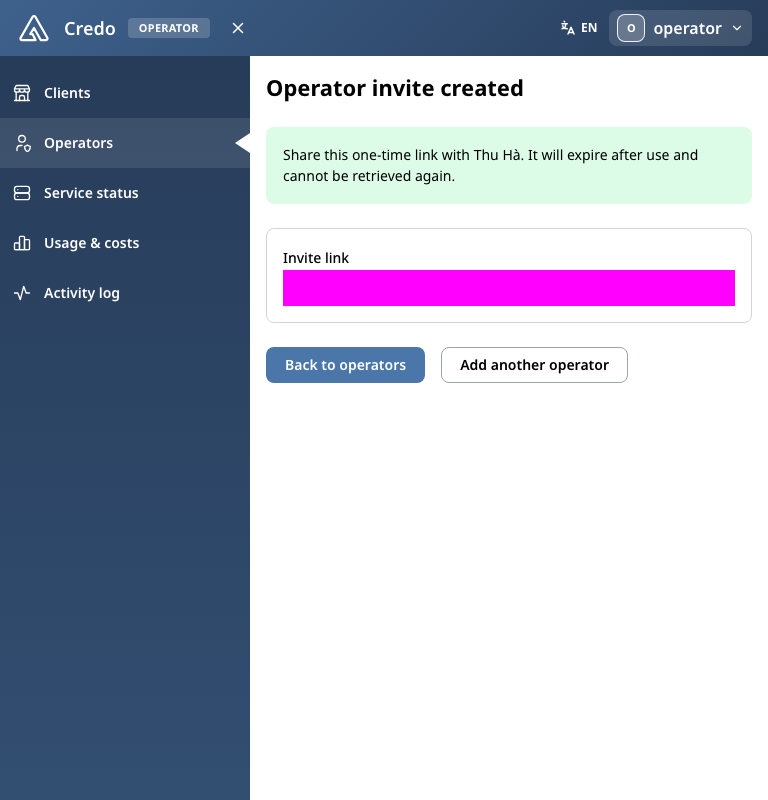 Credo
OPERATOR
EN
O
operator
Clients
Operators
Service status
Usage & costs
Activity log
Operator invite created
Share this one-time link with Thu Hà. It will expire after use and
cannot be retrieved again.
Invite link
Back to operators
Add another operator